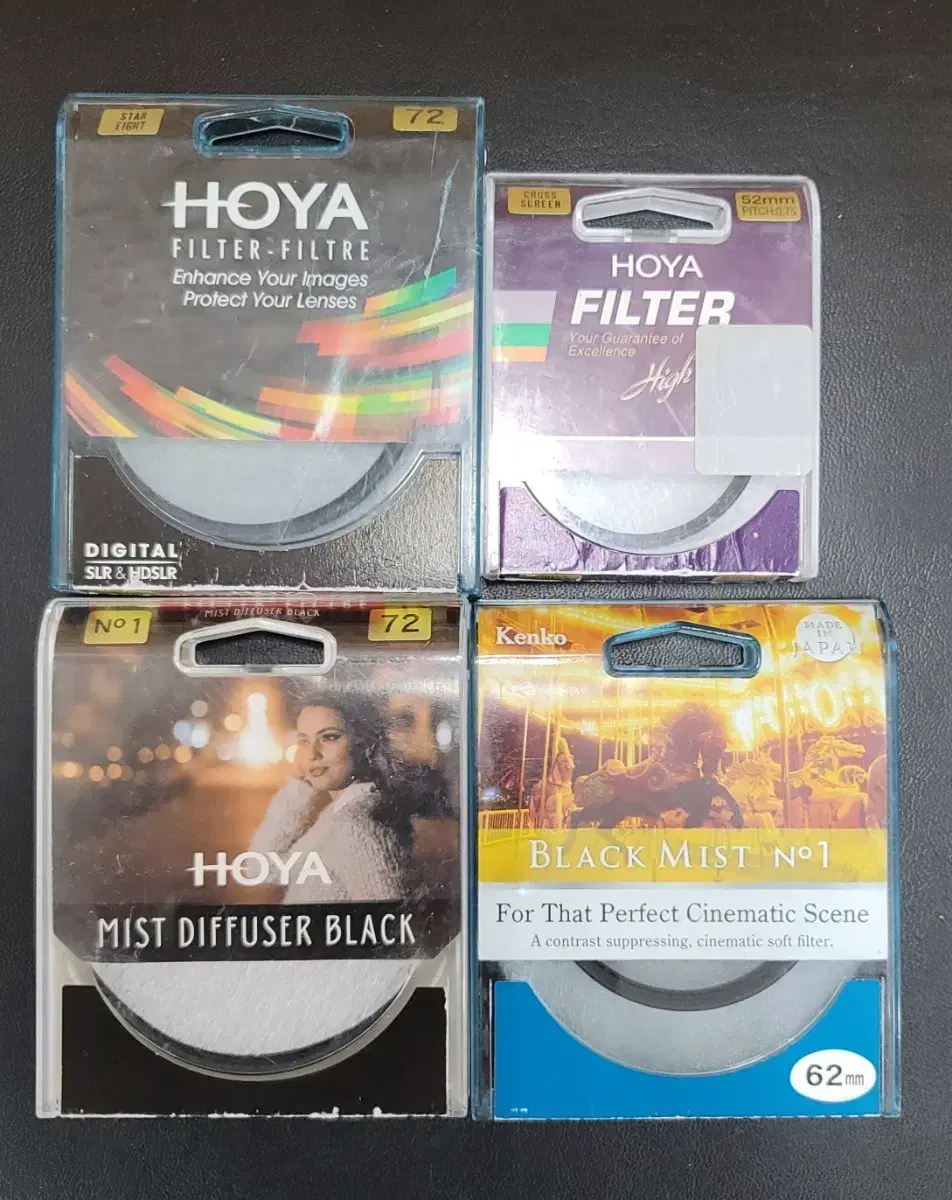 STAR
EIGHT
72
HOYA
FILTER-FILTRE
Enhance Your Images
Protect Your Lenses
DIGITAL
SLR & HDSLR
CROSS
SCREEN
52mm
PITCH:0.75
HOYA
FILTER
Your Guarantee of
Excellence
High
Nº 1
MIST DIFFUSER BLACK
72
HOYA
MIST DIFFUSER BLACK
Kenko
MADE
IN
JAPAN
BLACK MIST Nº1
For That Perfect Cinematic Scene
A contrast suppressing, cinematic soft filter.
62mm